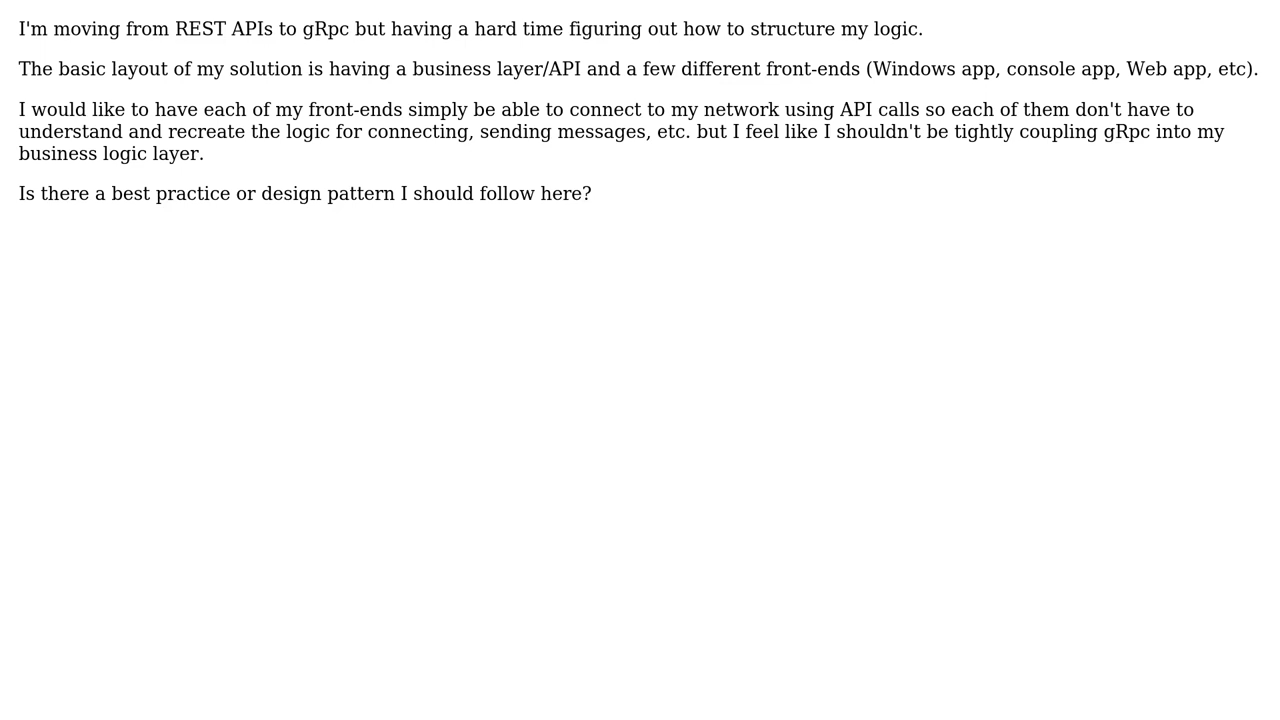 I'm moving from REST APIs to gRpc but having a hard time figuring out how to structure my logic.
The basic layout of my solution is having a business layer/API and a few different front-ends (Windows app, console app, Web app, etc).
I would like to have each of my front-ends simply be able to connect to my network using API calls so each of them don't have to
understand and recreate the logic for connecting, sending messages, etc. but I feel like I shouldn't be tightly coupling gRpc into my
business logic layer.
Is there a best practice or design pattern I should follow here?